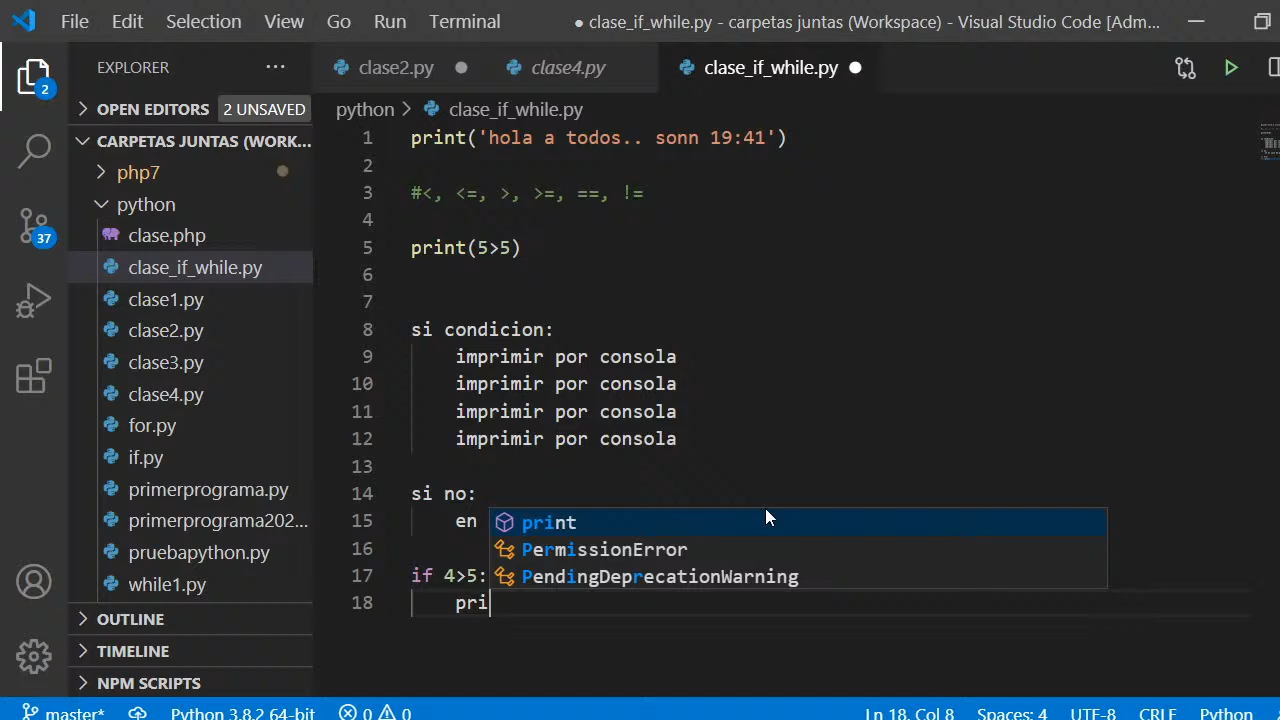 File Edit Selection View Go Run Terminal ● clase_if_while.py - carpetas juntas (Workspace) - Visual Studio Code [Adm...
EXPLORER ...
clase2.py ●
clase4.py
clase_if_while.py ●
2
OPEN EDITORS 2 UNSAVED
python > clase_if_while.py
CARPETAS JUNTAS (WORK...
php7
python
clase.php
37
clase_if_while.py
clase1.py
clase2.py
clase3.py
clase4.py
for.py
if.py
primerprograma.py
primerprograma202...
pruebapython.py
while1.py
OUTLINE
TIMELINE
NPM SCRIPTS
1 print('hola a todos.. sonn 19:41')
2
3 #<, <=, >, >=, ==, !=
4
5 print(5>5)
6
7
8 si condicion:
9 imprimir por consola
10 imprimir por consola
11 imprimir por consola
12 imprimir por consola
13
14 si no:
15 en
16
17 if 4>5:
18 pri
print
PermissionError
PendingDeprecationWarning
master* Python 3.8.2 64-bit 0 0 Ln 18, Col 8 Spaces: 4 UTF-8 CRLF Python